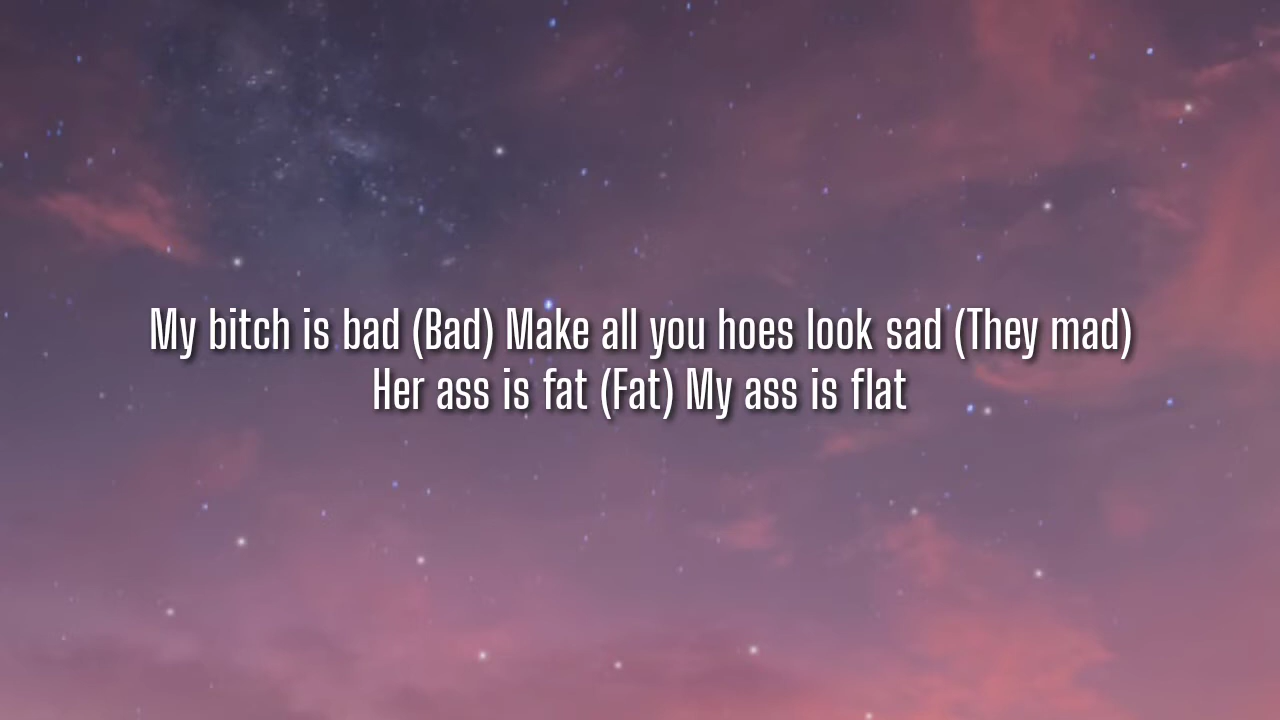 My bitch is bad (Bad) Make all you hoes look sad (They mad)
Her ass is fat (Fat) My ass is flat